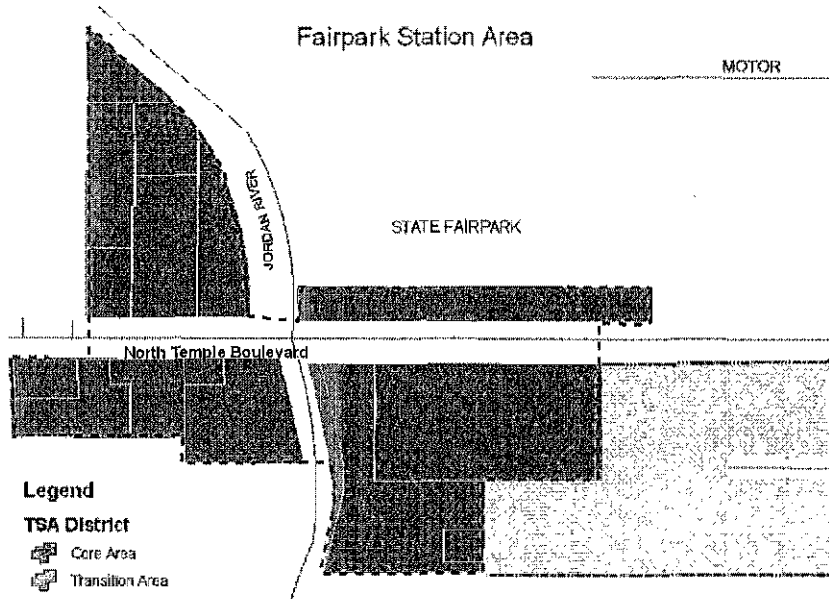 Fairpark Station Area
MOTOR
JORDAN RIVER
STATE FAIRPARK
North Temple Boulevard
Legend
TSA District
Core Area
Transition Area